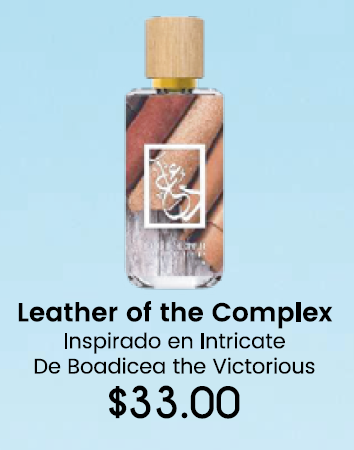 Leather of the Complex
Inspirado en Intricate
De Boadicea the Victorious
$33.00